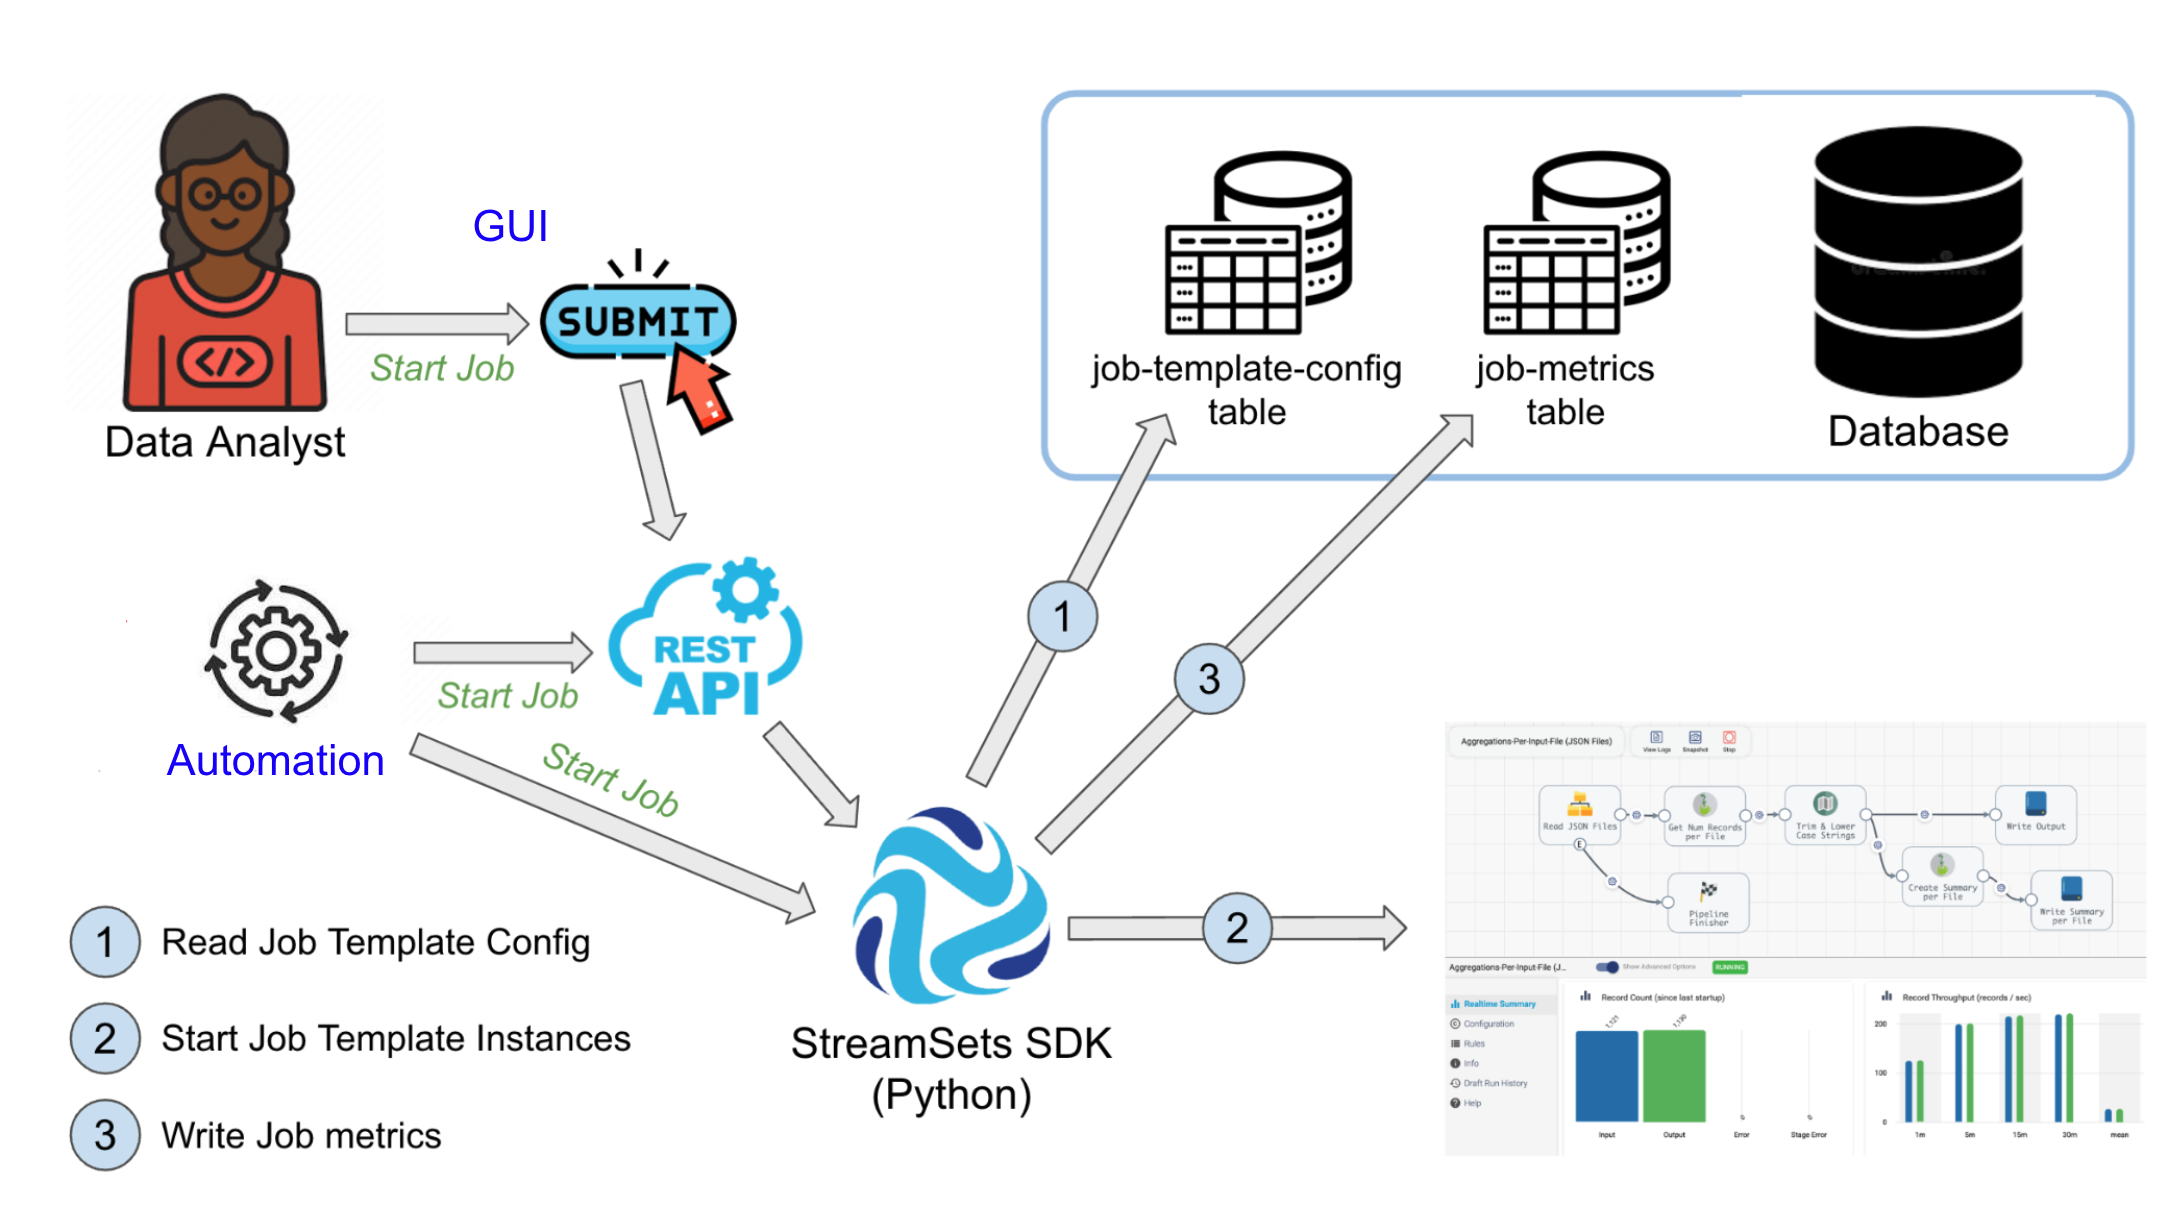 GUI
SUBMIT
Start Job
Data Analyst
job-template-config
table
job-metrics
table
Database
REST
API
Start Job
Automation
Start Job
1
3
2
StreamSets SDK
(Python)
1 Read Job Template Config
2 Start Job Template Instances
3 Write Job metrics
Aggregations-Per-Input-File (JSON Files)
View Logs
Snapshot
Stop
Read JSON Files
E
Get Num Records
per File
Trim & Lower
Case Strings
Write Output
Create Summary
per File
Write Summary
per File
Pipeline
Finisher
Aggregations-Per-Input-File (J...
Show Advanced Options
RUNNING
Realtime Summary
Configuration
Rules
Info
Draft Run History
Help
Record Count (since last startup)
1,121
1,130
0
0
Input
Output
Error
Stage Error
Record Throughput (records / sec)
200
100
0
1m
5m
15m
30m
mean